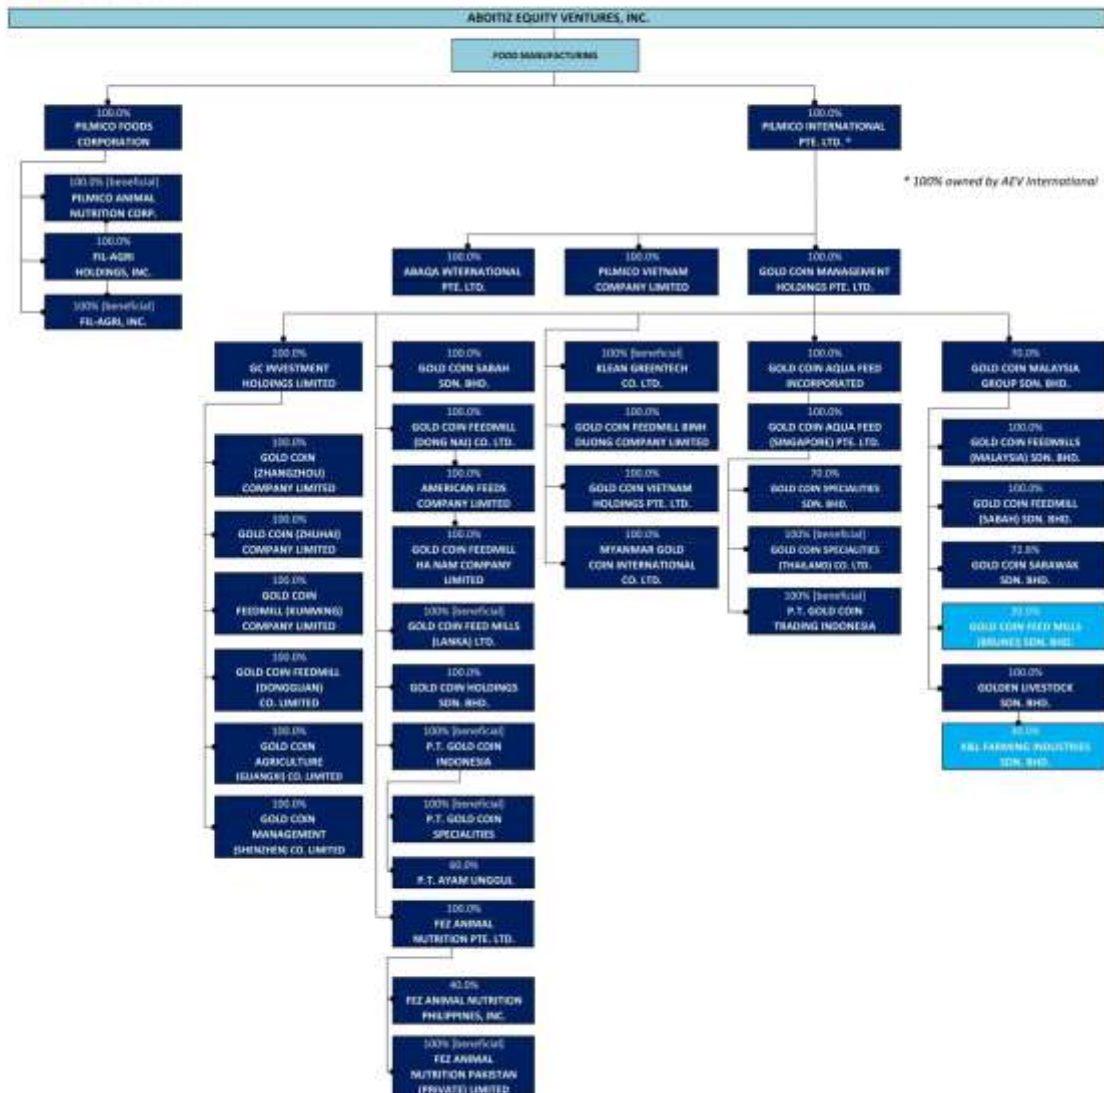 ABOITIZ EQUITY VENTURES, INC.
FOOD MANUFACTURING
100.0%
PILMICO FOODS
CORPORATION
100.0% (beneficial)
PILMICO ANIMAL
NUTRITION CORP.
100.0%
FIL-AGRI
HOLDINGS, INC.
100% (beneficial)
FIL-AGRI, INC.
100.0%
PILMICO INTERNATIONAL
PTE. LTD. *
* 100% owned by AEV International
100.0%
ABAQA INTERNATIONAL
PTE. LTD.
100.0%
PILMICO VIETNAM
COMPANY LIMITED
100.0%
GOLD COIN MANAGEMENT
HOLDINGS PTE. LTD.
100.0%
GC INVESTMENT
HOLDINGS LIMITED
100.0%
GOLD COIN
(ZHANGZHOU)
COMPANY LIMITED
100.0%
GOLD COIN (ZHUHAI)
COMPANY LIMITED
100.0%
GOLD COIN
FEEDMILL (KUNMING)
COMPANY LIMITED
100.0%
GOLD COIN FEEDMILL
(DONGGUAN)
CO. LIMITED
100.0%
GOLD COIN
AGRICULTURE
(GUANGXI) CO. LIMITED
100.0%
GOLD COIN
MANAGEMENT
(SHENZHEN) CO. LIMITED
100.0%
GOLD COIN SABAH
SDN. BHD.
100.0%
GOLD COIN FEEDMILL
(DONG NAI) CO. LTD.
100.0%
AMERICAN FEEDS
COMPANY LIMITED
100.0%
GOLD COIN FEEDMILL
HA NAM COMPANY
LIMITED
100% (beneficial)
GOLD COIN FEED MILLS
(LANKA) LTD.
100.0%
GOLD COIN HOLDINGS
SDN. BHD.
100% (beneficial)
P.T. GOLD COIN
INDONESIA
100% (beneficial)
P.T. GOLD COIN
SPECIALITIES
60.0%
P.T. AYAM UNGGUL
100.0%
FEZ ANIMAL
NUTRITION PTE. LTD.
40.0%
FEZ ANIMAL NUTRITION
PHILIPPINES, INC.
100% (beneficial)
FEZ ANIMAL
NUTRITION PAKISTAN
(PRIVATE) LIMITED
100% (beneficial)
KLEAN GREENTECH
CO. LTD.
100.0%
GOLD COIN FEEDMILL BINH
DUONG COMPANY LIMITED
100.0%
GOLD COIN VIETNAM
HOLDINGS PTE. LTD.
100.0%
MYANMAR GOLD
COIN INTERNATIONAL
CO. LTD.
100.0%
GOLD COIN AQUA FEED
INCORPORATED
100.0%
GOLD COIN AQUA FEED
(SINGAPORE) PTE. LTD.
70.0%
GOLD COIN SPECIALITIES
SDN. BHD.
100% (beneficial)
GOLD COIN SPECIALITIES
(THAILAND) CO. LTD.
100% (beneficial)
P.T. GOLD COIN
TRADING INDONESIA
70.0%
GOLD COIN MALAYSIA
GROUP SDN. BHD.
100.0%
GOLD COIN FEEDMILLS
(MALAYSIA) SDN. BHD.
100.0%
GOLD COIN FEEDMILL
(SABAH) SDN. BHD.
72.8%
GOLD COIN SARAWAK
SDN. BHD.
GOLD COIN FEED MILLS
(BRUNEI) SDN. BHD.
100.0%
GOLDEN LIVESTOCK
SDN. BHD.
FARMING INDUSTRIES
SDN. BHD.